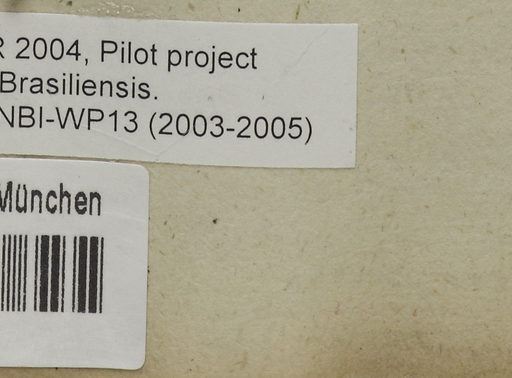 R 2004, Pilot project
Brasiliensis.
NBI-WP13 (2003-2005)
München